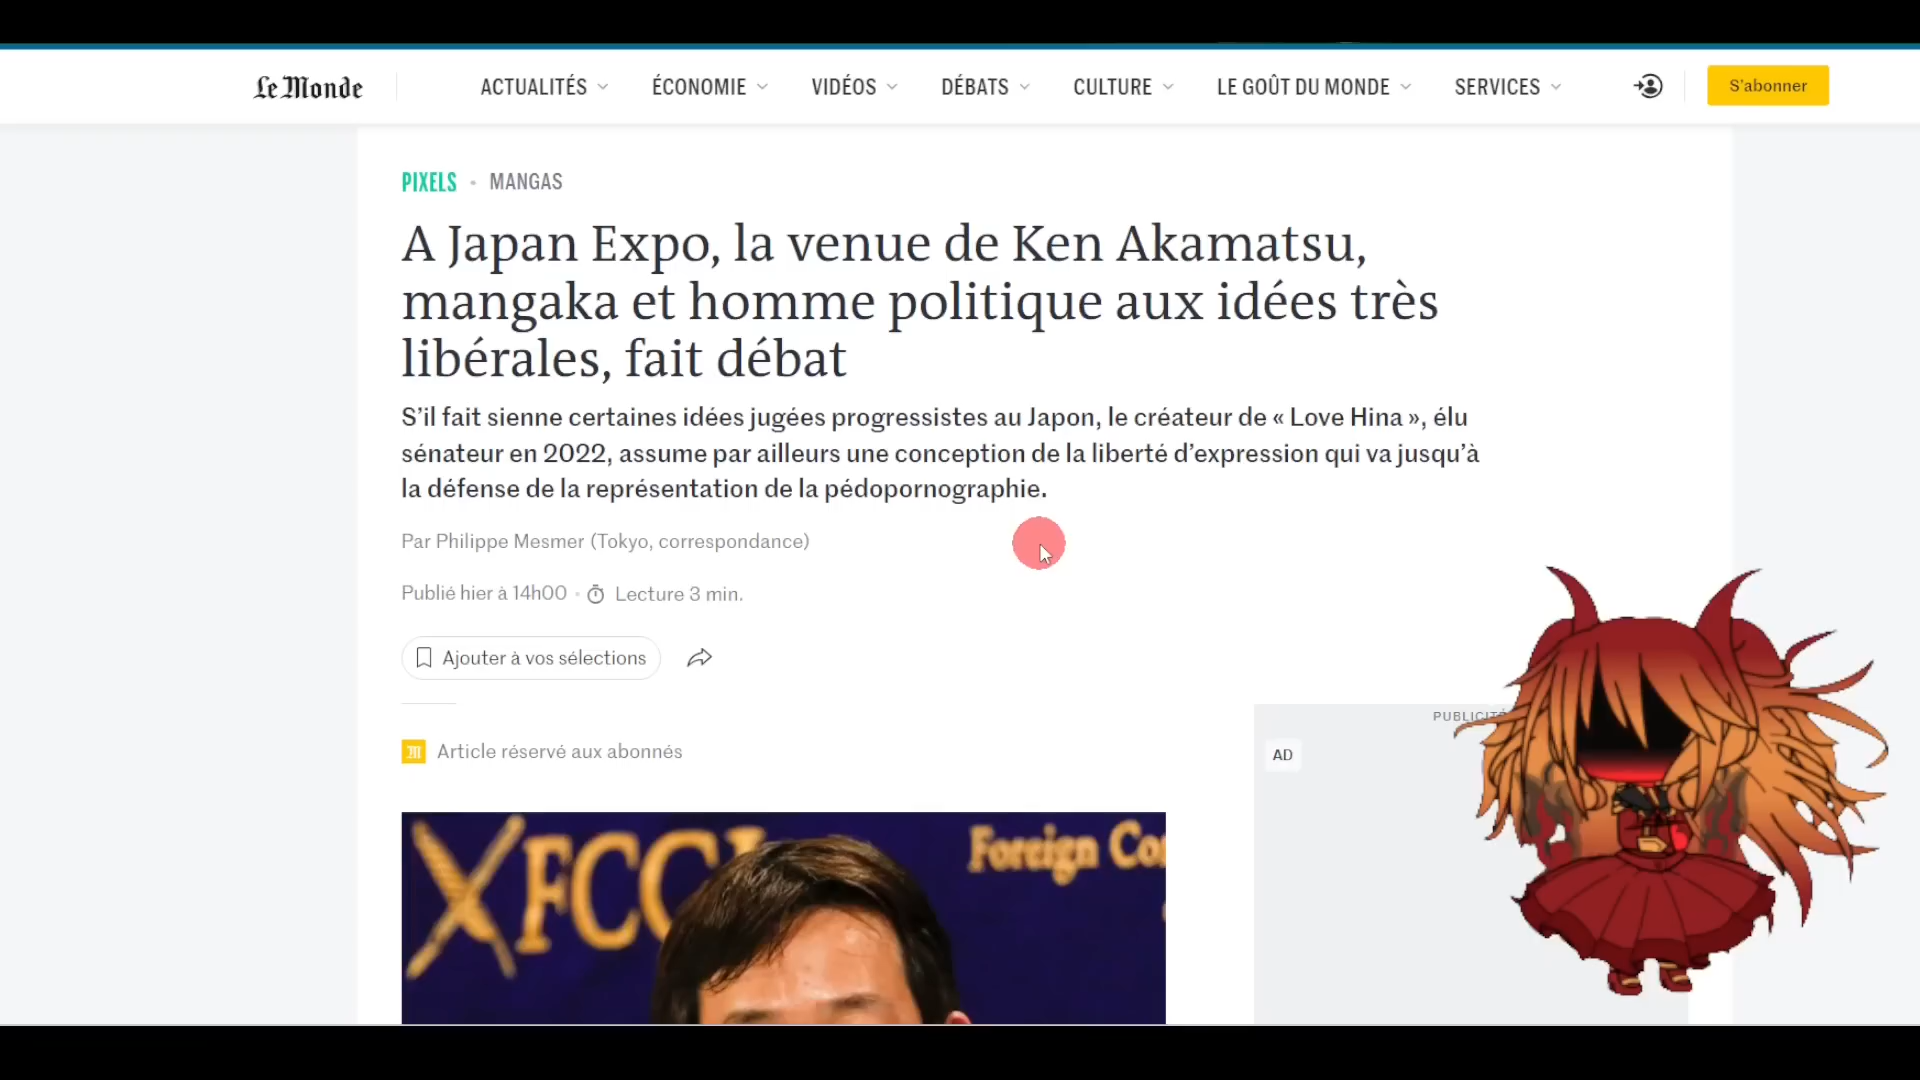 Le Monde
ACTUALITÉS ÉCONOMIE VIDÉOS DÉBATS CULTURE LE GOÛT DU MONDE SERVICES S'abonner
PIXELS • MANGAS
A Japan Expo, la venue de Ken Akamatsu,
mangaka et homme politique aux idées très
libérales, fait débat
S’il fait sienne certaines idées jugées progressistes au Japon, le créateur de « Love Hina », élu
sénateur en 2022, assume par ailleurs une conception de la liberté d’expression qui va jusqu’à
la défense de la représentation de la pédopornographie.
Par Philippe Mesmer (Tokyo, correspondance)
Publié hier à 14h00 • Lecture 3 min.
Ajouter à vos sélections
PUBLICITÉ
Article réservé aux abonnés
AD
FCC
Foreign